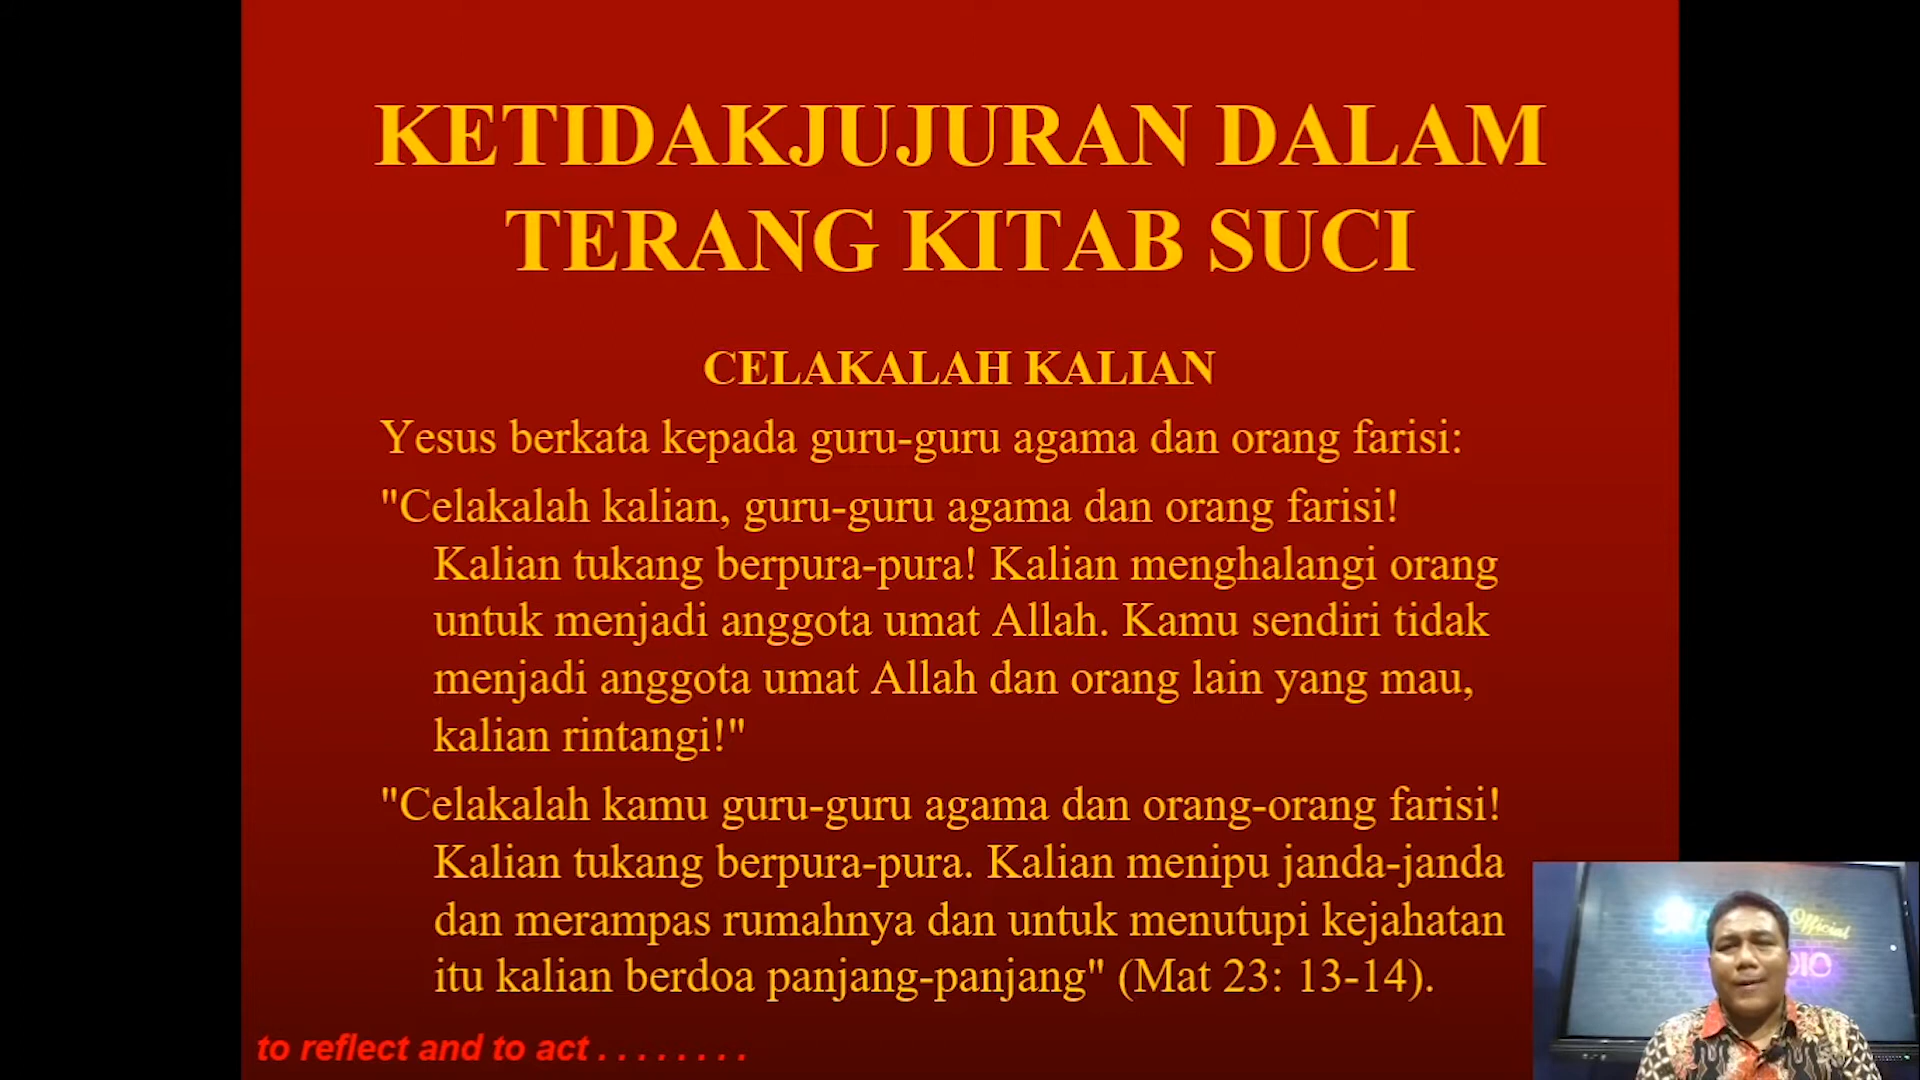 KETIDAKJUJURAN DALAM
TERANG KITAB SUCI
CELAKALAH KALIAN
Yesus berkata kepada guru-guru agama dan orang farisi:
"Celakalah kalian, guru-guru agama dan orang farisi!
Kalian tukang berpura-pura! Kalian menghalangi orang
untuk menjadi anggota umat Allah. Kamu sendiri tidak
menjadi anggota umat Allah dan orang lain yang mau,
kalian rintangi!"
"Celakalah kamu guru-guru agama dan orang-orang farisi!
Kalian tukang berpura-pura. Kalian menipu janda-janda
dan merampas rumahnya dan untuk menutupi kejahatan
itu kalian berdoa panjang-panjang" (Mat 23: 13-14).
to reflect and to act . . . . . . . .
Official